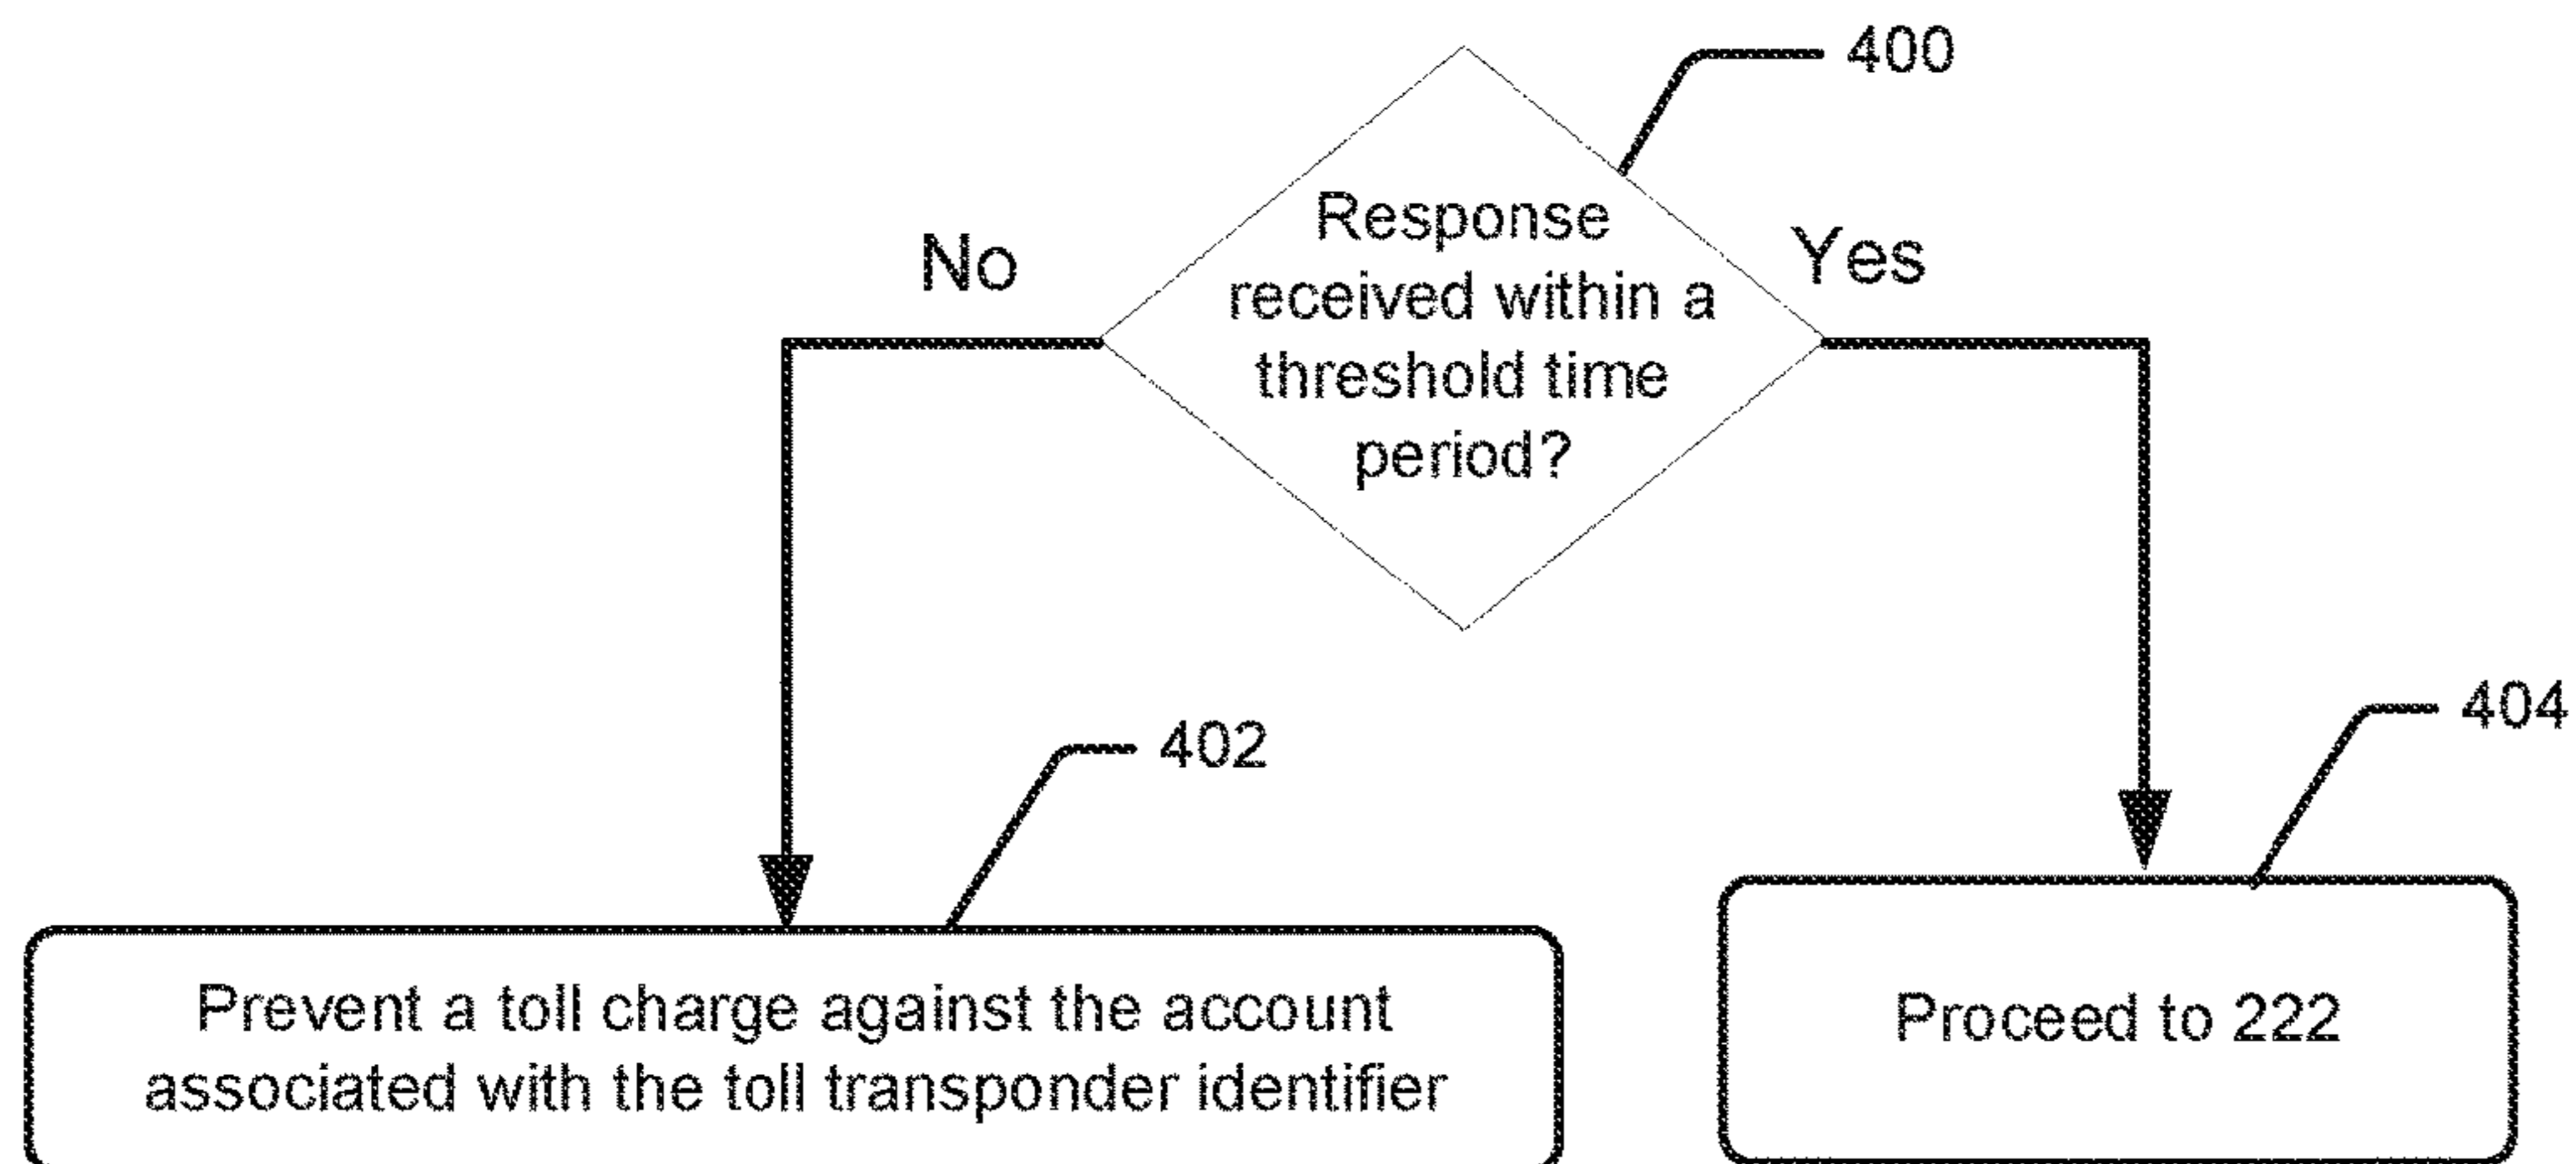 400
Response
received within a
threshold time
period?
No
Yes
402
404
Prevent a toll charge against the account
associated with the toll transponder identifier
Proceed to 222